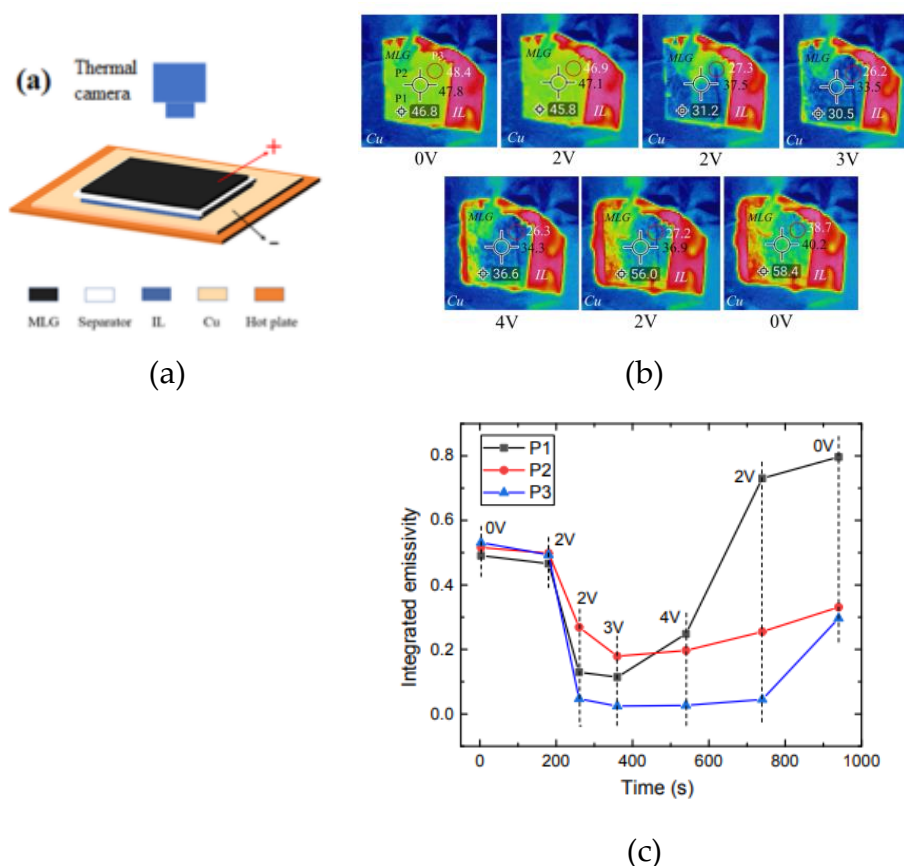 (a)
Thermal
camera
+
-
MLG Separator IL Cu Hot plate
(a)
(b)
MLG P3
P2 48.4
47.8
P1
46.8 IL
Cu
0V
MLG
46.9
47.1
45.8 IL
Cu
2V
MLG
27.3
37.5
31.2 IL
Cu
2V
MLG
26.2
33.5
30.5 IL
Cu
3V
MLG
26.3
34.3
36.6 IL
Cu
4V
MLG
27.2
36.9
56.0 IL
Cu
2V
MLG
38.7
40.2
58.4 IL
Cu
0V
(b)
P1
P2
P3
0V
2V
2V
3V
4V
2V
0V
0.8
0.6
0.4
0.2
0.0
Integrated emissivity
0 200 400 600 800 1000
Time (s)
(c)